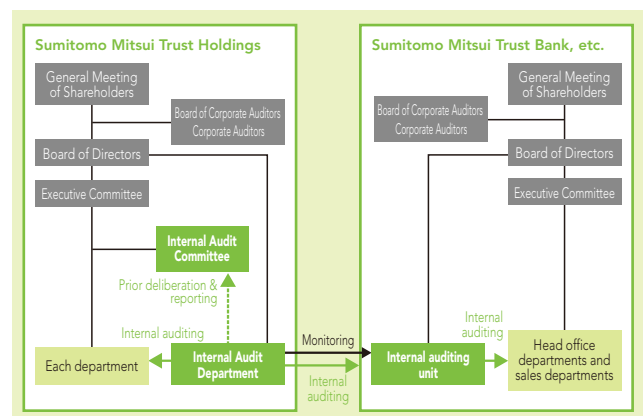 Sumitomo Mitsui Trust Holdings
General Meeting
of Shareholders
Board of Corporate Auditors
Corporate Auditors
Board of Directors
Executive Committee
Internal Audit
Committee
Prior deliberation &
reporting
Internal auditing
Each department
Internal Audit
Department
Monitoring
Internal
auditing
Sumitomo Mitsui Trust Bank, etc.
General Meeting
of Shareholders
Board of Corporate Auditors
Corporate Auditors
Board of Directors
Executive Committee
Internal
auditing
Internal auditing
unit
Head office
departments and
sales departments